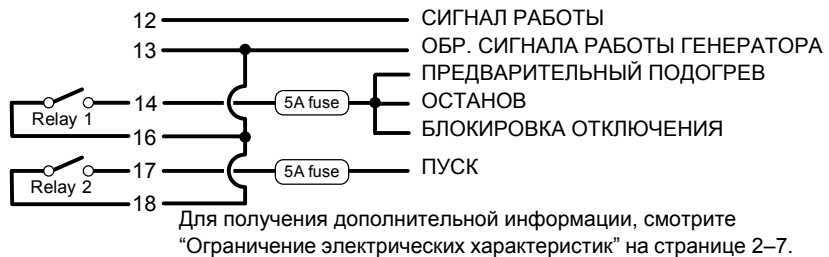 12 СИГНАЛ РАБОТЫ
13 ОБР. СИГНАЛА РАБОТЫ ГЕНЕРАТОРА
ПРЕДВАРИТЕЛЬНЫЙ ПОДОГРЕВ
14 5A fuse ОСТАНОВ
Relay 1
БЛОКИРОВКА ОТКЛЮЧЕНИЯ
16
17 5A fuse ПУСК
Relay 2
18
Для получения дополнительной информации, смотрите
“Ограничение электрических характеристик” на странице 2–7.